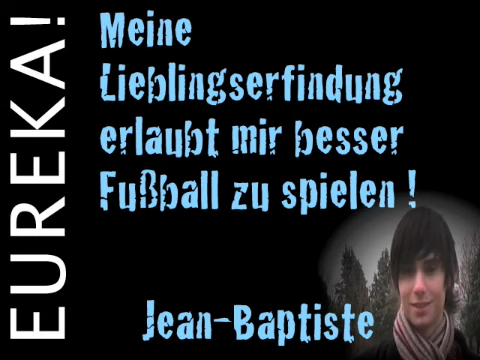 EUREKA!
Meine
Lieblingserfindung
erlaubt mir besser
Fußball zu spielen !
Jean-Baptiste